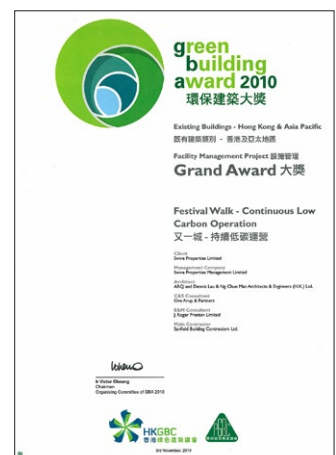 green
building
award 2010
環保建築大獎
Existing Buildings - Hong Kong & Asia Pacific
既有建築類別 - 香港及亞太地區
Facility Management Project 設施管理
Grand Award 大獎
Festival Walk - Continuous Low
Carbon Operation
又一城 - 持續低碳運營
Client
Swire Properties Limited
Management Company
Swire Properties Management Limited
Architect
ARQ and Dennis Lau & Ng Chun Man Architects & Engineers (H.K.) Ltd.
C&S Consultant
Ove Arup & Partners
E&M Consultant
J. Roger Preston Limited
Main Contractor
Sanfield Building Contractors Ltd.
Ir Victor Cheung
Chairman
Organising Committee of GBA 2010
HKGBC
香港綠色建築議會
3rd November, 2010